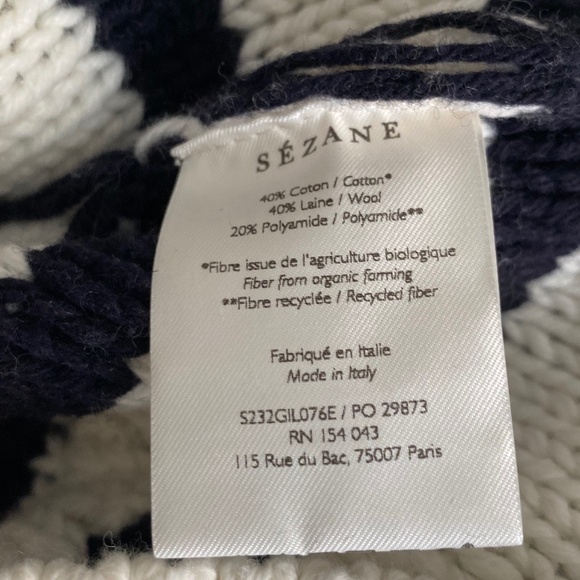 SÉZANE
40% Coton / Cotton*
40% Laine / Wool
20% Polyamide / Polyamide**
*Fibre issue de l'agriculture biologique
Fiber from organic farming
**Fibre recyclée / Recycled fiber
Fabriqué en Italie
Made in Italy
S232GIL076E / PO 29873
RN 154 043
115 Rue du Bac, 75007 Paris